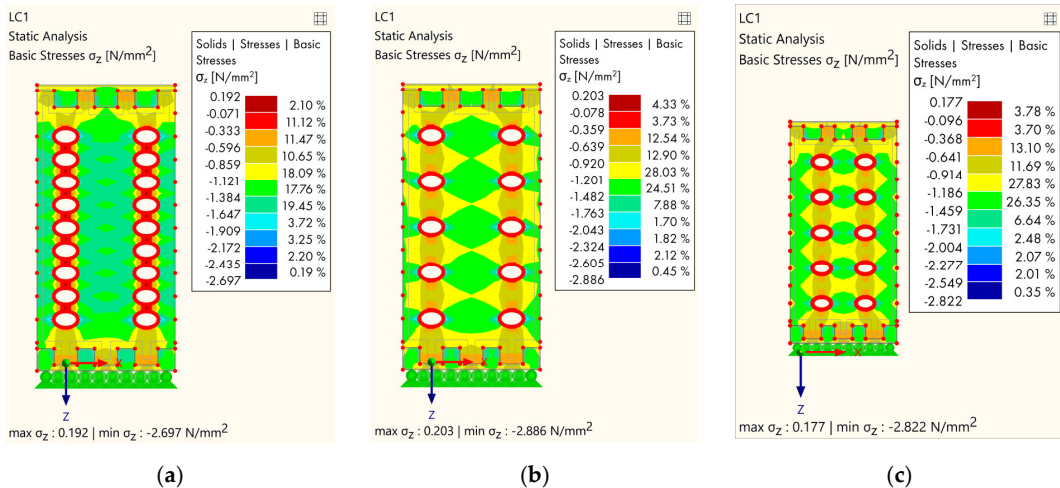 LC1
Static Analysis
Basic Stresses σz [N/mm²]
Solids | Stresses | Basic
Stresses
σz [N/mm²]
0.192
-0.071
-0.333
-0.596
-0.859
-1.121
-1.384
-1.647
-1.909
-2.172
-2.435
-2.697
2.10 %
11.12 %
11.47 %
10.65 %
18.09 %
17.76 %
19.45 %
3.72 %
3.25 %
2.20 %
0.19 %
X
Z
max σz : 0.192 | min σz : -2.697 N/mm²
(a)
LC1
Static Analysis
Basic Stresses σz [N/mm²]
Solids | Stresses | Basic
Stresses
σz [N/mm²]
0.203
-0.078
-0.359
-0.639
-0.920
-1.201
-1.482
-1.763
-2.043
-2.324
-2.605
-2.886
4.33 %
3.73 %
12.54 %
12.90 %
28.03 %
24.51 %
7.88 %
1.70 %
1.82 %
2.12 %
0.45 %
X
Z
max σz : 0.203 | min σz : -2.886 N/mm²
(b)
LC1
Static Analysis
Basic Stresses σz [N/mm²]
Solids | Stresses | Basic
Stresses
σz [N/mm²]
0.177
-0.096
-0.368
-0.641
-0.914
-1.186
-1.459
-1.731
-2.004
-2.277
-2.549
-2.822
3.78 %
3.70 %
13.10 %
11.69 %
27.83 %
26.35 %
6.64 %
2.48 %
2.07 %
2.01 %
0.35 %
X
Z
max σz : 0.177 | min σz : -2.822 N/mm²
(c)